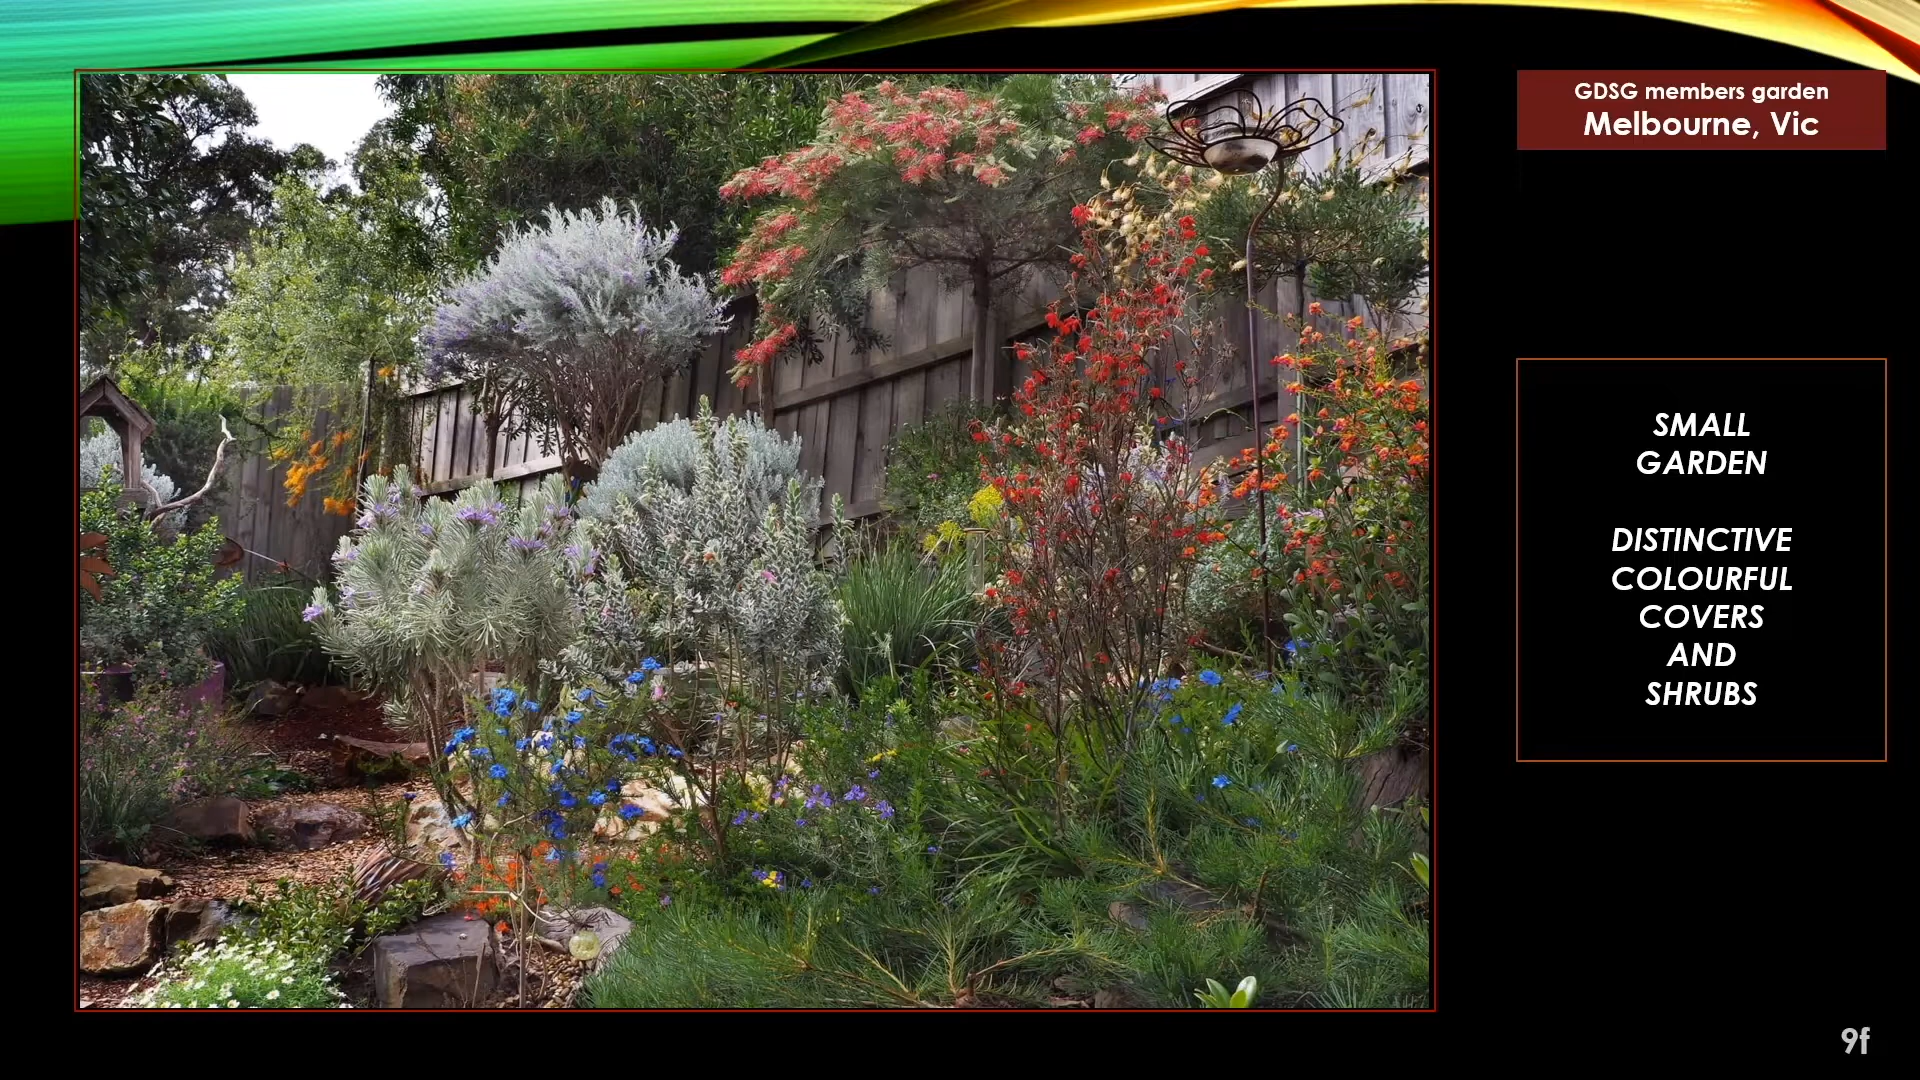 GDSG members garden
Melbourne, Vic
SMALL
GARDEN
DISTINCTIVE
COLOURFUL
COVERS
AND
SHRUBS
9f